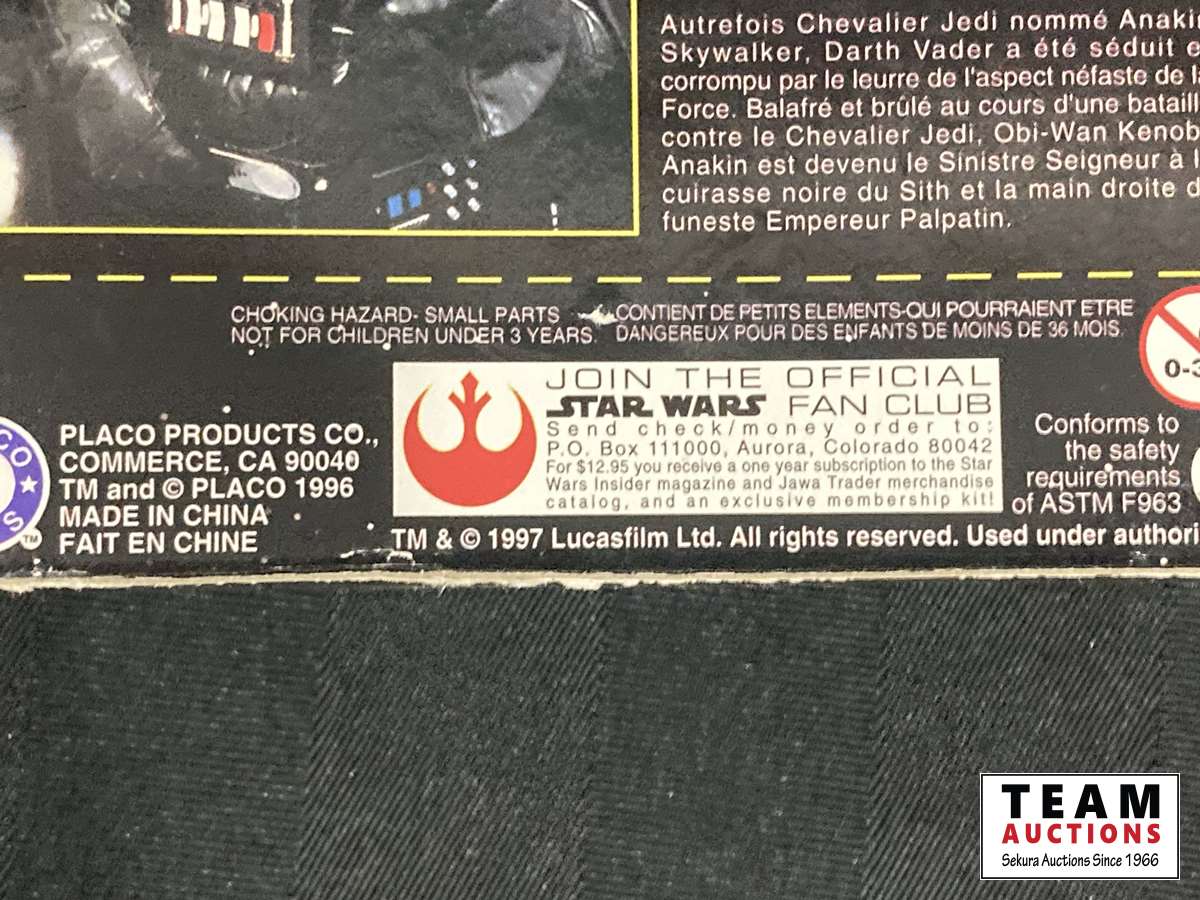 Autrefois Chevalier Jedi nommé Anakin
Skywalker, Darth Vader a été séduit e
corrompu par le leurre de l'aspect néfaste de la
Force. Balafré et brûlé au cours d'une bataill
contre le Chevalier Jedi, Obi-Wan Kenob
Anakin est devenu le Sinistre Seigneur à l
cuirasse noire du Sith et la main droite d
funeste Empereur Palpatin.
CHOKING HAZARD- SMALL PARTS
NOT FOR CHILDREN UNDER 3 YEARS.
CONTIENT DE PETITS ELEMENTS-QUI POURRAIENT ETRE
DANGEREUX POUR DES ENFANTS DE MOINS DE 36 MOIS.
0-3
JOIN THE OFFICIAL
STAR WARS FAN CLUB
Send check/money order to:
P.O. Box 111000, Aurora, Colorado 80042
For $12.95 you receive a one year subscription to the Star
Wars Insider magazine and Jawa Trader merchandise
catalog, and an exclusive membership kit!
CO
S
TM
PLACO PRODUCTS CO.,
COMMERCE, CA 90040
TM and © PLACO 1996
MADE IN CHINA
FAIT EN CHINE
Conforms to
the safety
requirements
of ASTM F963
TM & © 1997 Lucasfilm Ltd. All rights reserved. Used under authori
TEAM
AUCTIONS
Sekura Auctions Since 1966